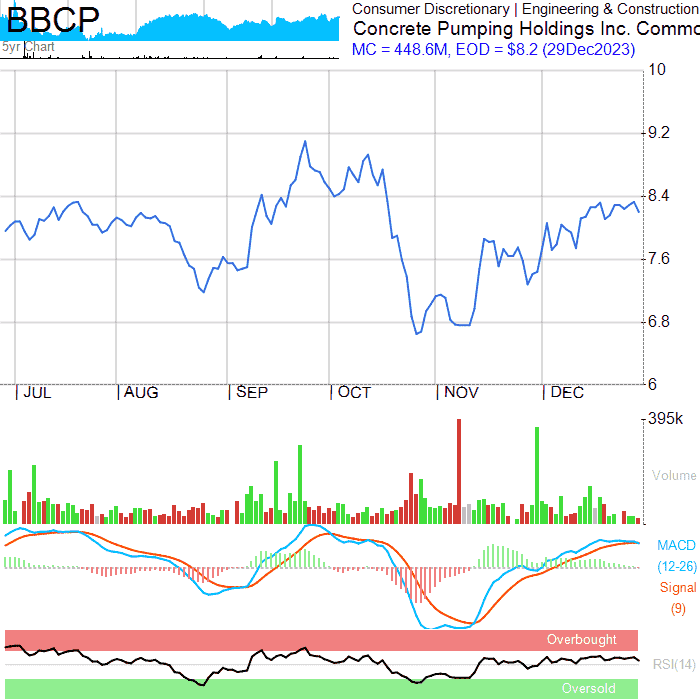 BBCP
Consumer Discretionary | Engineering & Construction
Concrete Pumping Holdings Inc. Commo
5yr Chart
MC = 448.6M, EOD = $8.2 (29Dec2023)
10
9.2
8.4
7.6
6.8
6
JUL AUG SEP OCT NOV DEC
395k
Volume
MACD
(12-26)
Signal
(9)
Overbought
RSI(14)
Oversold